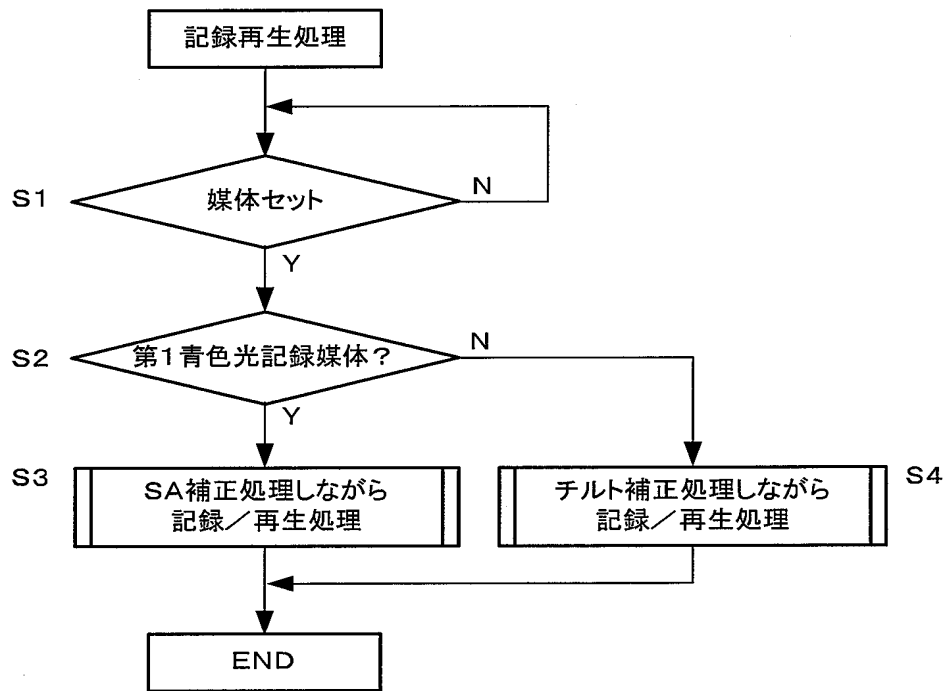 記録再生処理
S1
媒体セット
N
Y
S2
第1青色光記録媒体?
N
Y
S3
SA補正処理しながら
記録/再生処理
チルト補正処理しながら
記録/再生処理
S4
END